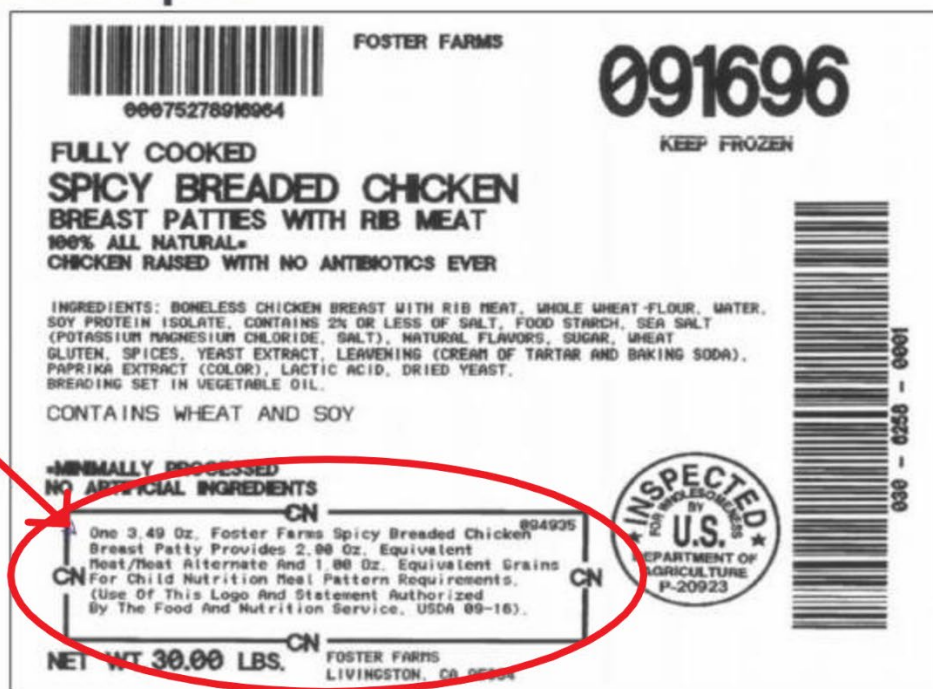 FOSTER FARMS
091696
00075278916964
KEEP FROZEN
FULLY COOKED
SPICY BREADED CHICKEN
BREAST PATTIES WITH RIB MEAT
100% ALL NATURAL*
CHICKEN RAISED WITH NO ANTIBIOTICS EVER
INGREDIENTS: BONELESS CHICKEN BREAST WITH RIB MEAT, WHOLE WHEAT FLOUR, WATER,
SOY PROTEIN ISOLATE, CONTAINS 2% OR LESS OF SALT, FOOD STARCH, SEA SALT
(POTASSIUM MAGNESIUM CHLORIDE, SALT), NATURAL FLAVORS, SUGAR, WHEAT
GLUTEN, SPICES, YEAST EXTRACT, LEAVENING (CREAM OF TARTAR AND BAKING SODA),
PAPRIKA EXTRACT (COLOR), LACTIC ACID, DRIED YEAST.
BREADING SET IN VEGETABLE OIL.
CONTAINS WHEAT AND SOY
*MINIMALLY PROCESSED
NO ARTIFICIAL INGREDIENTS
CN
094935
One 3.49 Oz. Foster Farms Spicy Breaded Chicken
Breast Patty Provides 2.00 Oz. Equivalent
Meat/Meat Alternate And 1.00 Oz. Equivalent Grains
CN For Child Nutrition Meal Pattern Requirements. CN
(Use Of This Logo And Statement Authorized
By The Food And Nutrition Service, USDA 09-16).
CN
NET WT 30.00 LBS.
FOSTER FARMS
LIVINGSTON, CA
INSPECTED
FOR WHOLESOMENESS
BY
U.S.
DEPARTMENT OF
AGRICULTURE
P-20923
030 - 0258 - 0001